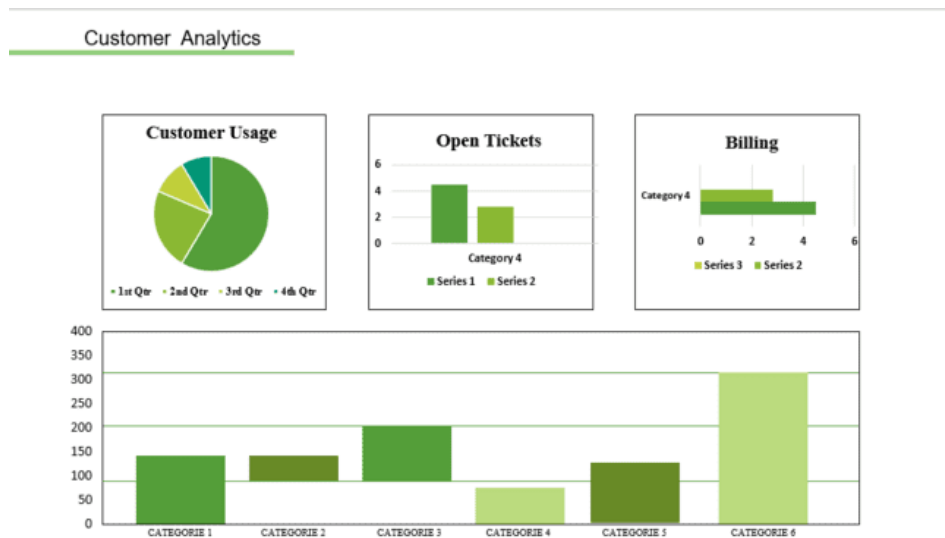 Customer Analytics
Customer Usage
1st Qtr 2nd Qtr 3rd Qtr 4th Qtr
Open Tickets
6
4
2
0
Category 4
Series 1 Series 2
Billing
Category 4
0 2 4 6
Series 3 Series 2
400
350
300
250
200
150
100
50
0
CATEGORIE 1 CATEGORIE 2 CATEGORIE 3 CATEGORIE 4 CATEGORIE 5 CATEGORIE 6